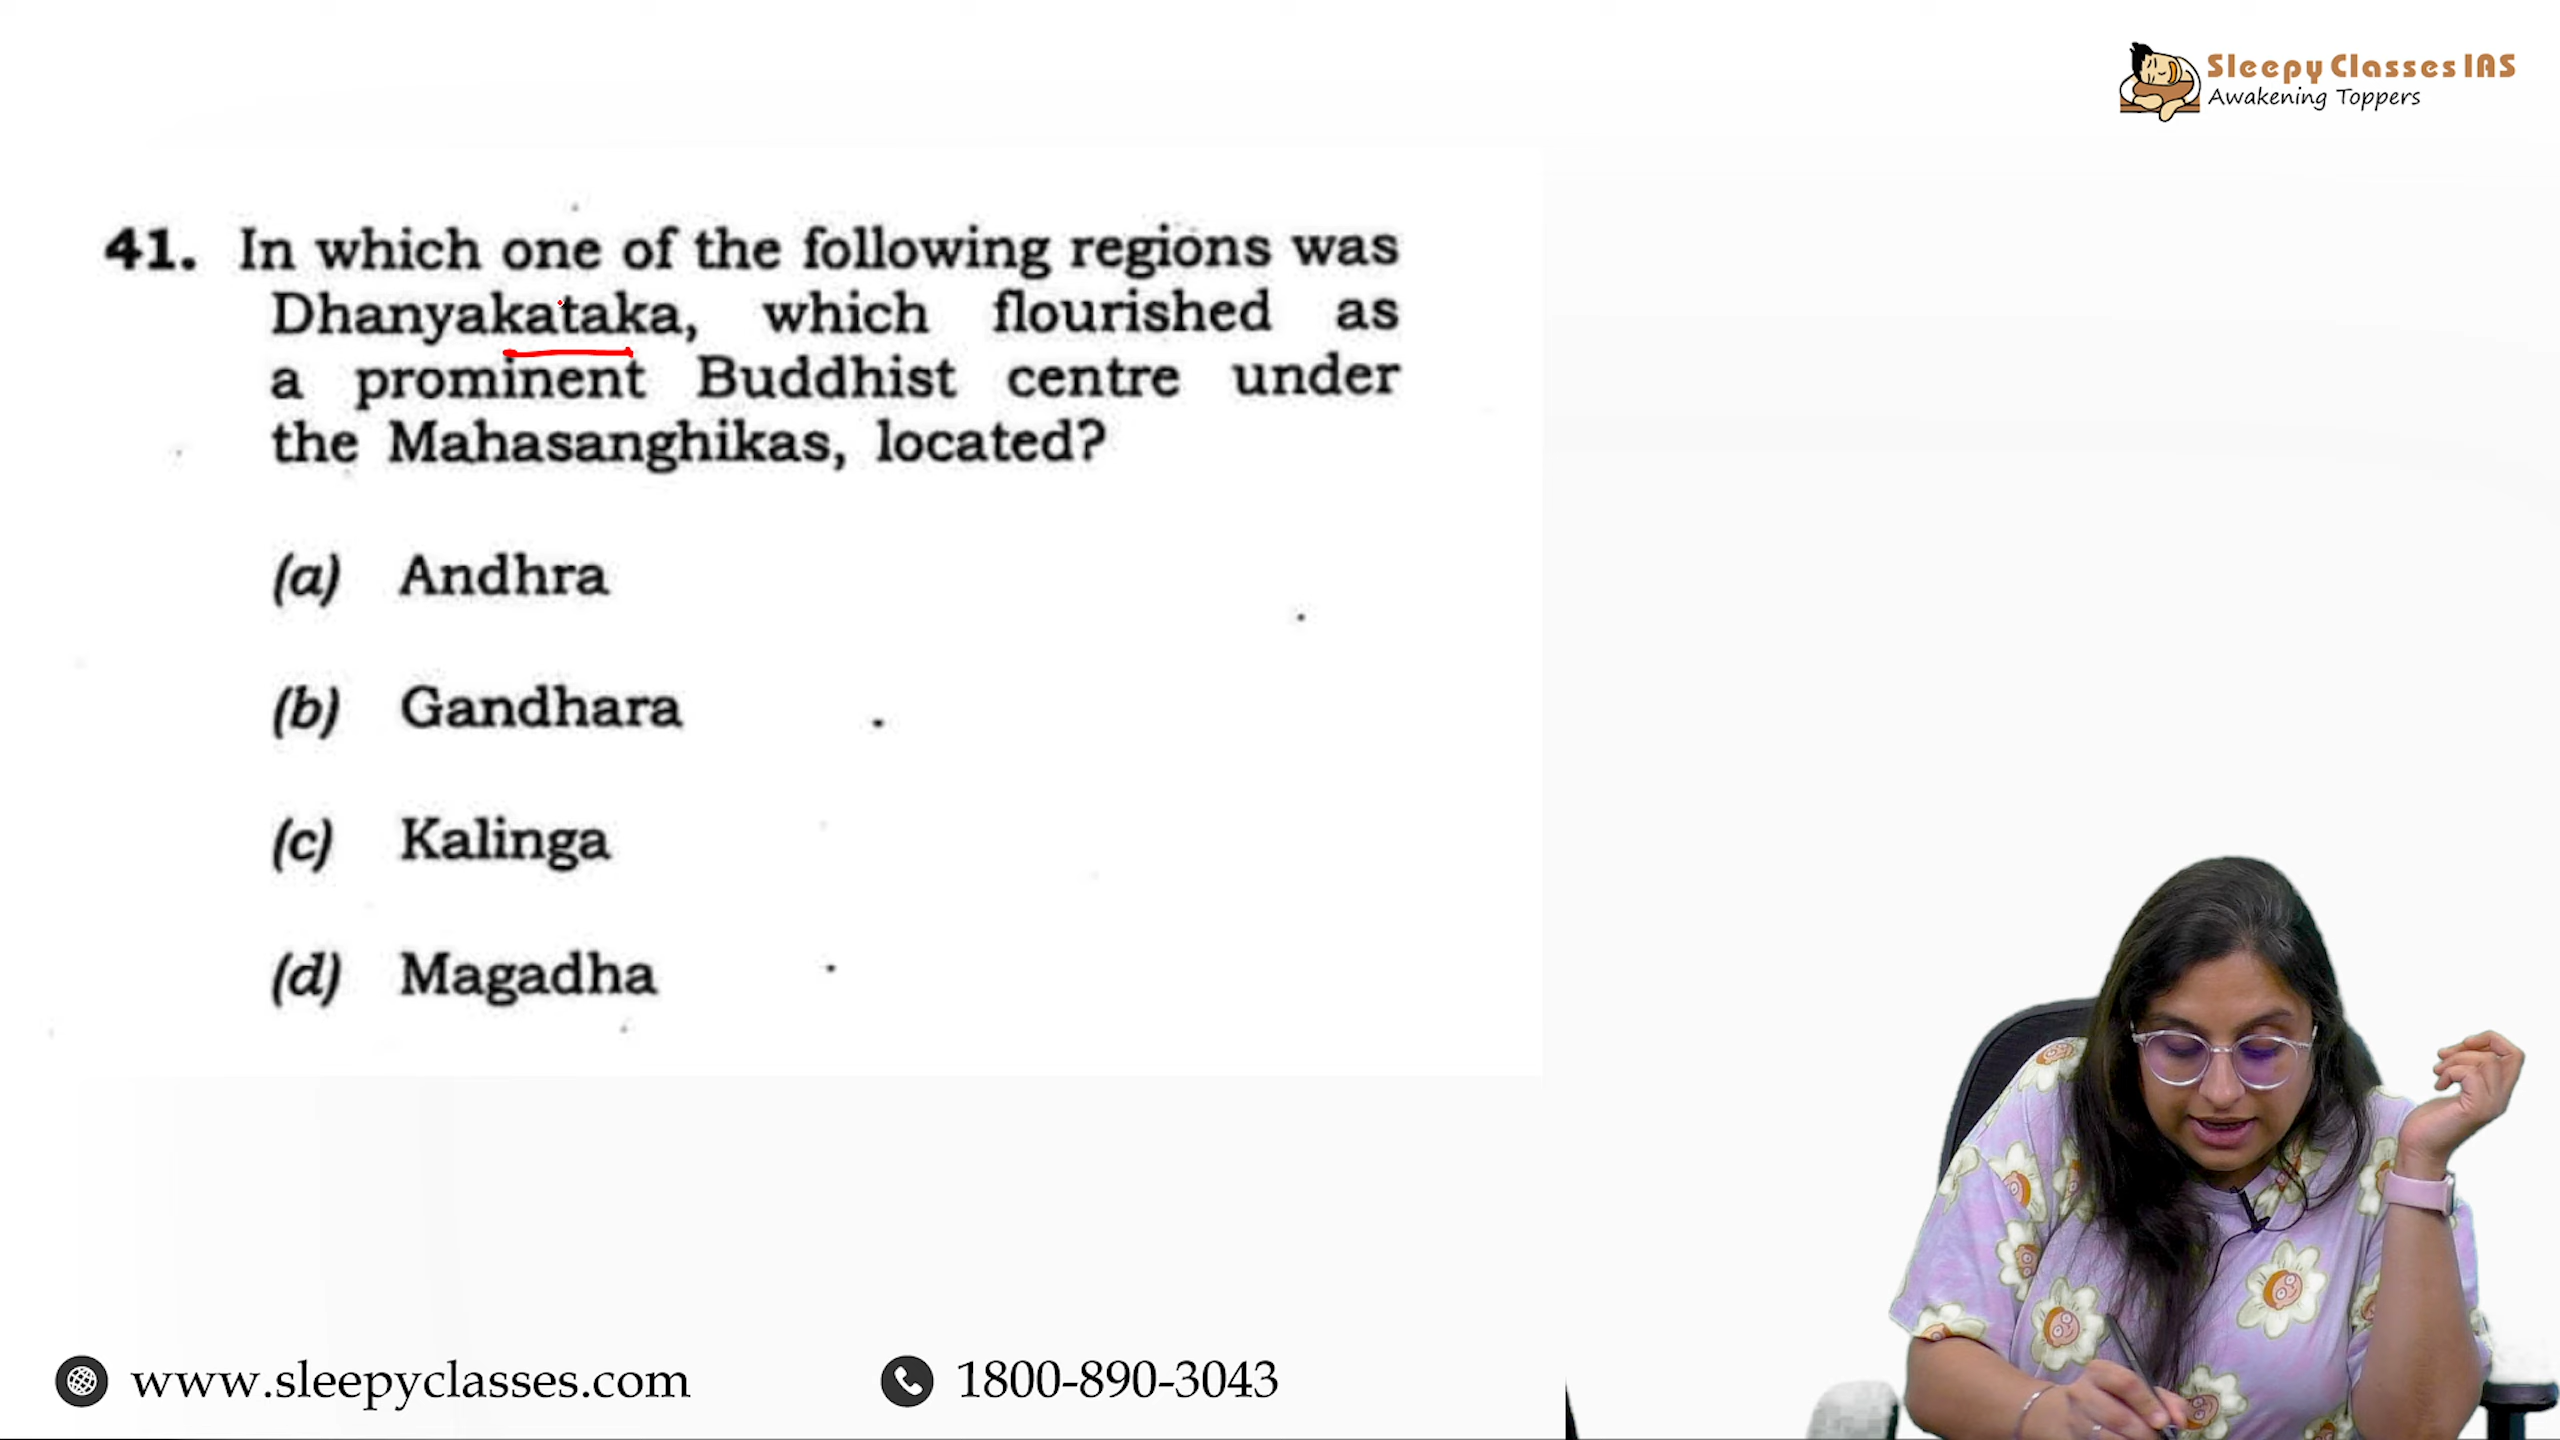 Sleepy Classes IAS
Awakening Toppers
41. In which one of the following regions was
Dhanyakataka, which flourished as
a prominent Buddhist centre under
the Mahasanghikas, located?
(a) Andhra
(b) Gandhara
(c) Kalinga
(d) Magadha
www.sleepyclasses.com
1800-890-3043